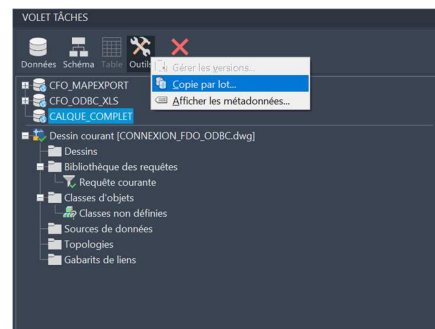 VOLET TÂCHES
Données Schéma Table Outils
Gérer les versions...
Copie par lot...
Afficher les métadonnées...
CFO_MAPEXPORT
CFO_ODBC_XLS
CALQUE_COMPLET
Dessin courant [CONNEXION_FDO_ODBC.dwg]
Dessins
Bibliothèque des requêtes
Requête courante
Classes d'objets
Classes non définies
Sources de données
Topologies
Gabarits de liens